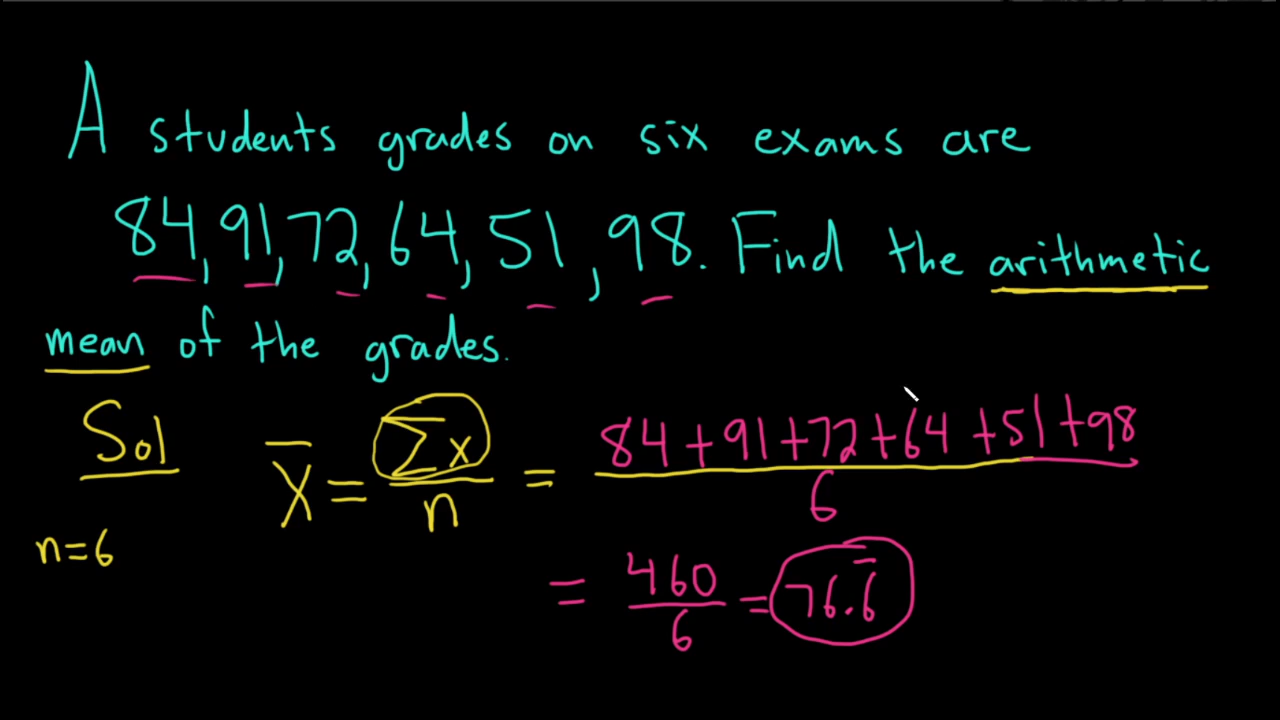 A students grades on six exams are
84, 91, 72, 64, 51, 98. Find the arithmetic
mean of the grades.
Sol
n=6
x̄ = Σx/n = (84+91+72+64+51+98)/6
= 460/6 = 76.6̄